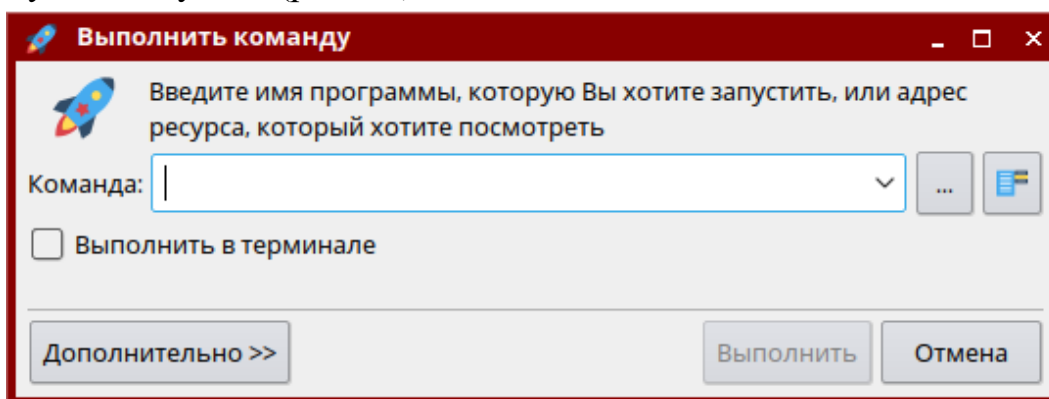 Выполнить команду
Введите имя программы, которую Вы хотите запустить, или адрес
ресурса, который хотите посмотреть
Команда:
...
Выполнить в терминале
Дополнительно >>
Выполнить
Отмена